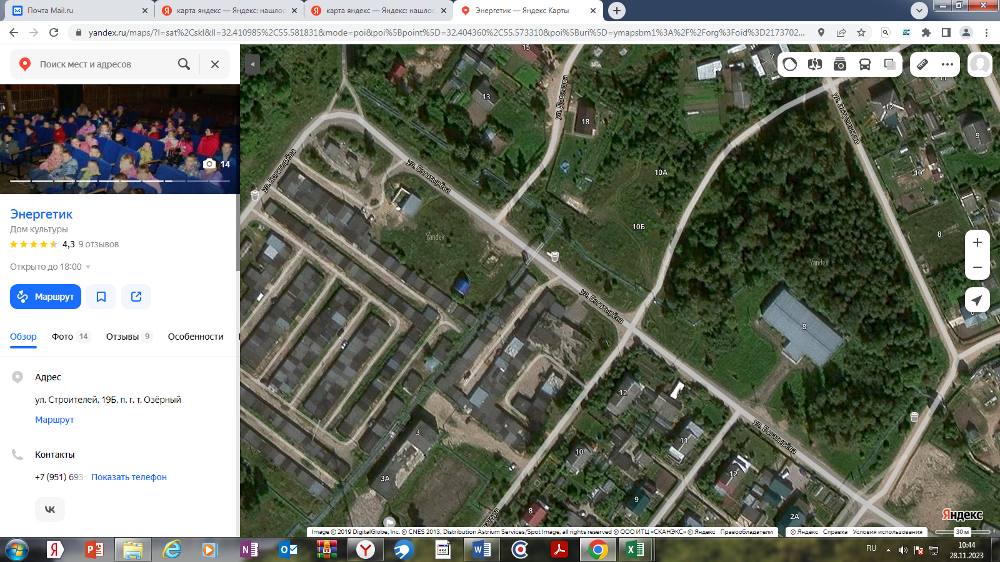 Почта Mail.ru
карта яндекс — Яндекс: нашлос
карта яндекс — Яндекс: нашлос
Энергетик — Яндекс Карты
yandex.ru/maps/?l=sat%2Cskl&ll=32.410985%2C55.581831&mode=poi&poi%5Bpoint%5D=32.404360%2C55.573310&poi%5Buri%5D=ymapsbm1%3A%2F%2Forg%3Foid%3D2173702...
Поиск мест и адресов
14
Энергетик
Дом культуры
4,3 9 отзывов
Открыто до 18:00
Маршрут
Обзор Фото 14 Отзывы 9 Особенности
Адрес
ул. Строителей, 19Б, п. г. т. Озёрный
Маршрут
Контакты
+7 (951) 693 Показать телефон
15
7
11
13
ул. Доватора
18
ул. Энтузиастов
12
9
ул. Богатырёва
ул. Богатырёва
10А
10
10Б
8
Yandex
Yandex
ул. Богатырёва
8
12
ул. Богатырёва
3
11
10
12
3А
9
8
2А
Яндекс
Image © 2019 DigitalGlobe, Inc. © CNES 2013, Distribution Astrium Services/Spot Image, all rights reserved © ООО ИТЦ «СКАНЭКС» © Яндекс Правообладатели
© Яндекс Справка Условия использования
30 м
RU
10:44
28.11.2023